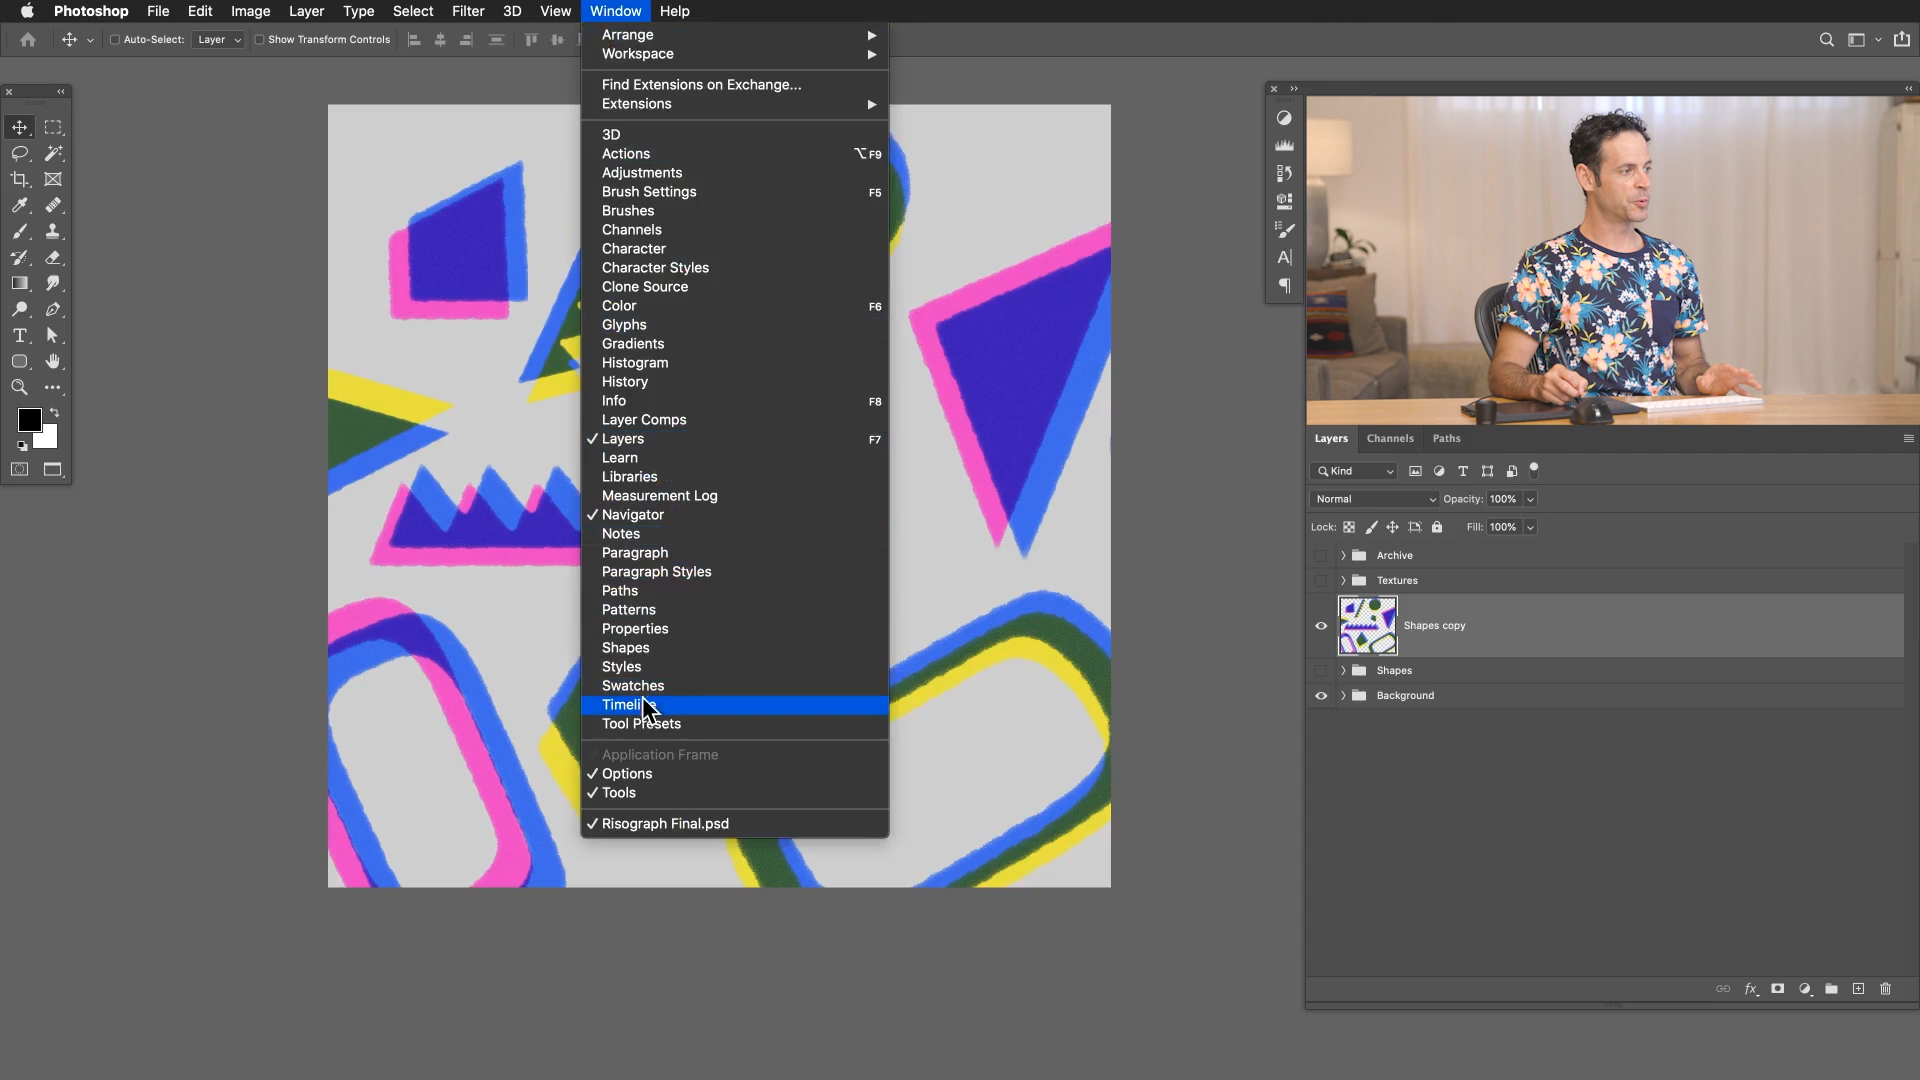 Photoshop File Edit Image Layer Type Select Filter 3D View Window Help
Auto-Select: Layer Show Transform Controls
Arrange
Workspace
Find Extensions on Exchange...
Extensions
3D
Actions ⌥F9
Adjustments
Brush Settings F5
Brushes
Channels
Character
Character Styles
Clone Source
Color F6
Glyphs
Gradients
Histogram
History
Info F8
Layer Comps
✓ Layers F7
Learn
Libraries
Measurement Log
✓ Navigator
Notes
Paragraph
Paragraph Styles
Paths
Patterns
Properties
Shapes
Styles
Swatches
Timeline
Tool Presets
Application Frame
✓ Options
✓ Tools
✓ Risograph Final.psd
Layers Channels Paths
Kind
Normal Opacity: 100%
Lock: Fill: 100%
Archive
Textures
Shapes copy
Shapes
Background